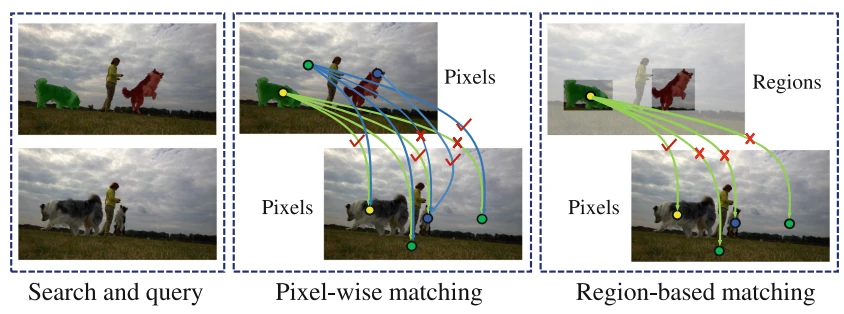 Pixels
Regions
Pixels
Pixels
Search and query
Pixel-wise matching
Region-based matching